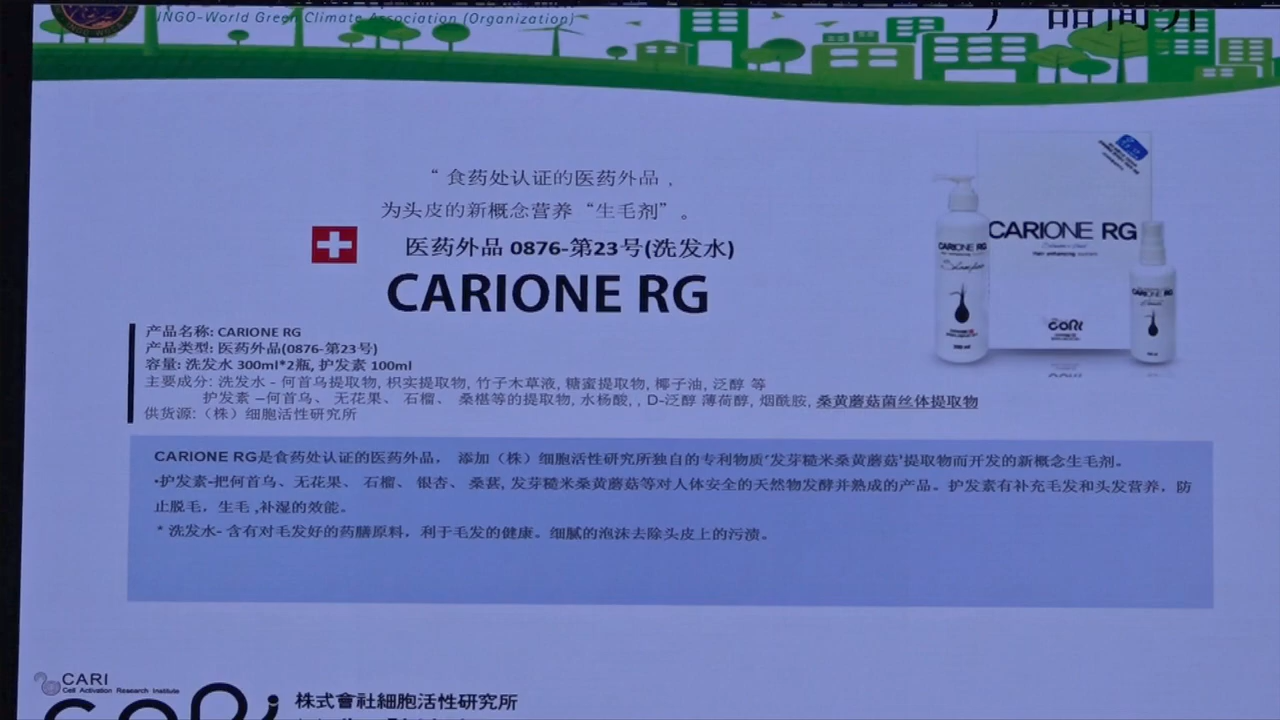 INGO-World Green Climate Association (Organization)
产品简介
“ 食药处认证的医药外品 ，
为头皮的新概念营养 “生毛剂” 。
医药外品 0876-第23号(洗发水)
CARIONE RG
产品名称: CARIONE RG
产品类型: 医药外品(0876-第23号)
容量: 洗发水 300ml*2瓶, 护发素 100ml
主要成分: 洗发水 - 何首乌提取物, 枳实提取物, 竹子木草液, 糖蜜提取物, 椰子油, 泛醇 等
护发素 –何首乌、 无花果、 石榴、 桑椹等的提取物, 水杨酸, , D-泛醇 薄荷醇, 烟酰胺, 桑黄蘑菇菌丝体提取物
供货源:（株）细胞活性研究所
CARIONE RG是食药处认证的医药外品， 添加（株）细胞活性研究所独自的专利物质‘发芽糙米桑黄蘑菇’提取物而开发的新概念生毛剂。
•护发素-把何首乌、无花果、 石榴、 银杏、 桑葚, 发芽糙米桑黄蘑菇等对人体安全的天然物发酵并熟成的产品。护发素有补充毛发和头发营养，防
止脱毛，生毛 ,补湿的效能。
* 洗发水- 含有对毛发好的药膳原料，利于毛发的健康。细腻的泡沫去除头皮上的污渍。
CARIONE RG
Hair enhancing system
CORI
CARIONE RG
Shampoo
CARIONE RG
CARI
Cell Activation Research Institute
CORi
株式會社細胞活性研究所